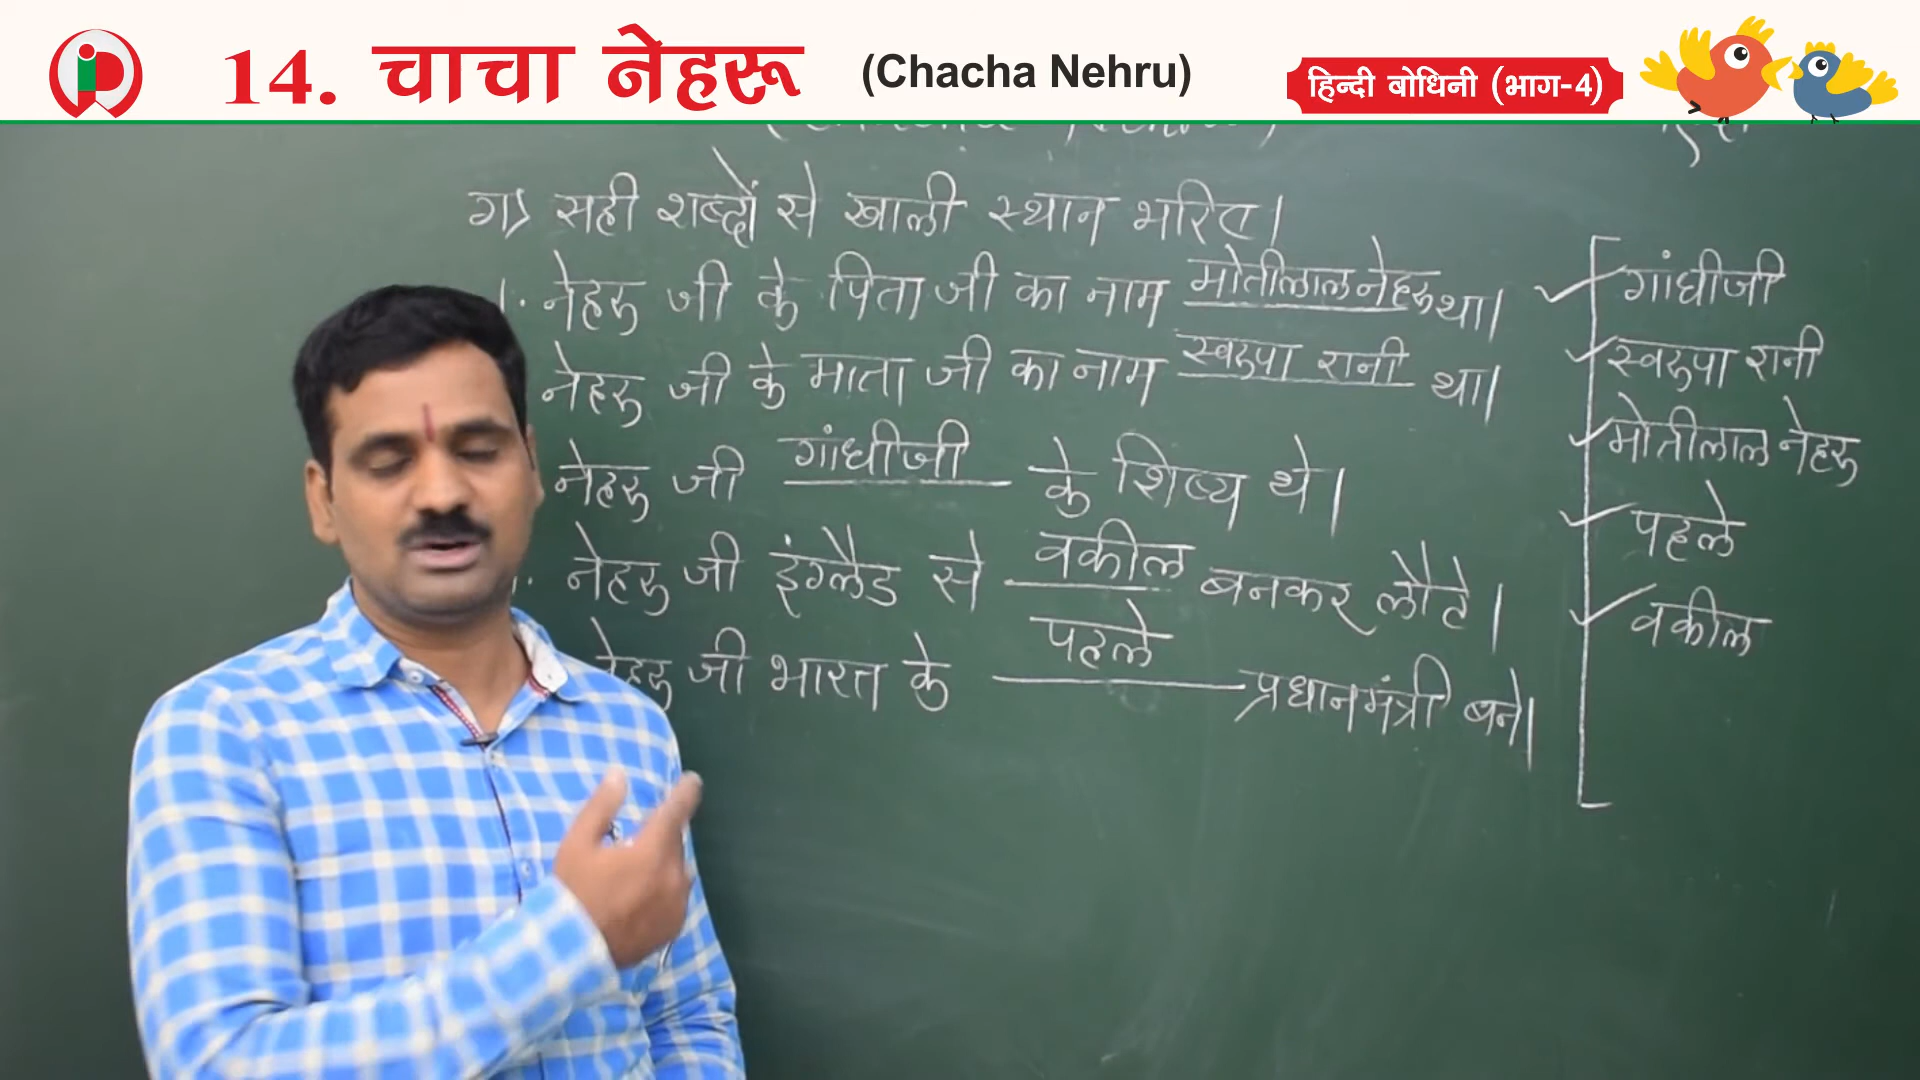 14. चाचा नेहरू (Chacha Nehru)
हिन्दी बोधिनी (भाग-4)
ग) सही शब्दों से खाली स्थान भरिए।
1. नेहरू जी के पिता जी का नाम मोतीलाल नेहरू था।
नेहरू जी के माता जी का नाम स्वरुपा रानी था।
नेहरू जी गांधीजी के शिष्य थे।
नेहरू जी इंग्लैड से वकील बनकर लौटे।
नेहरू जी भारत के पहले प्रधानमंत्री बने।
गांधीजी
स्वरुपा रानी
मोतीलाल नेहरू
पहले
वकील